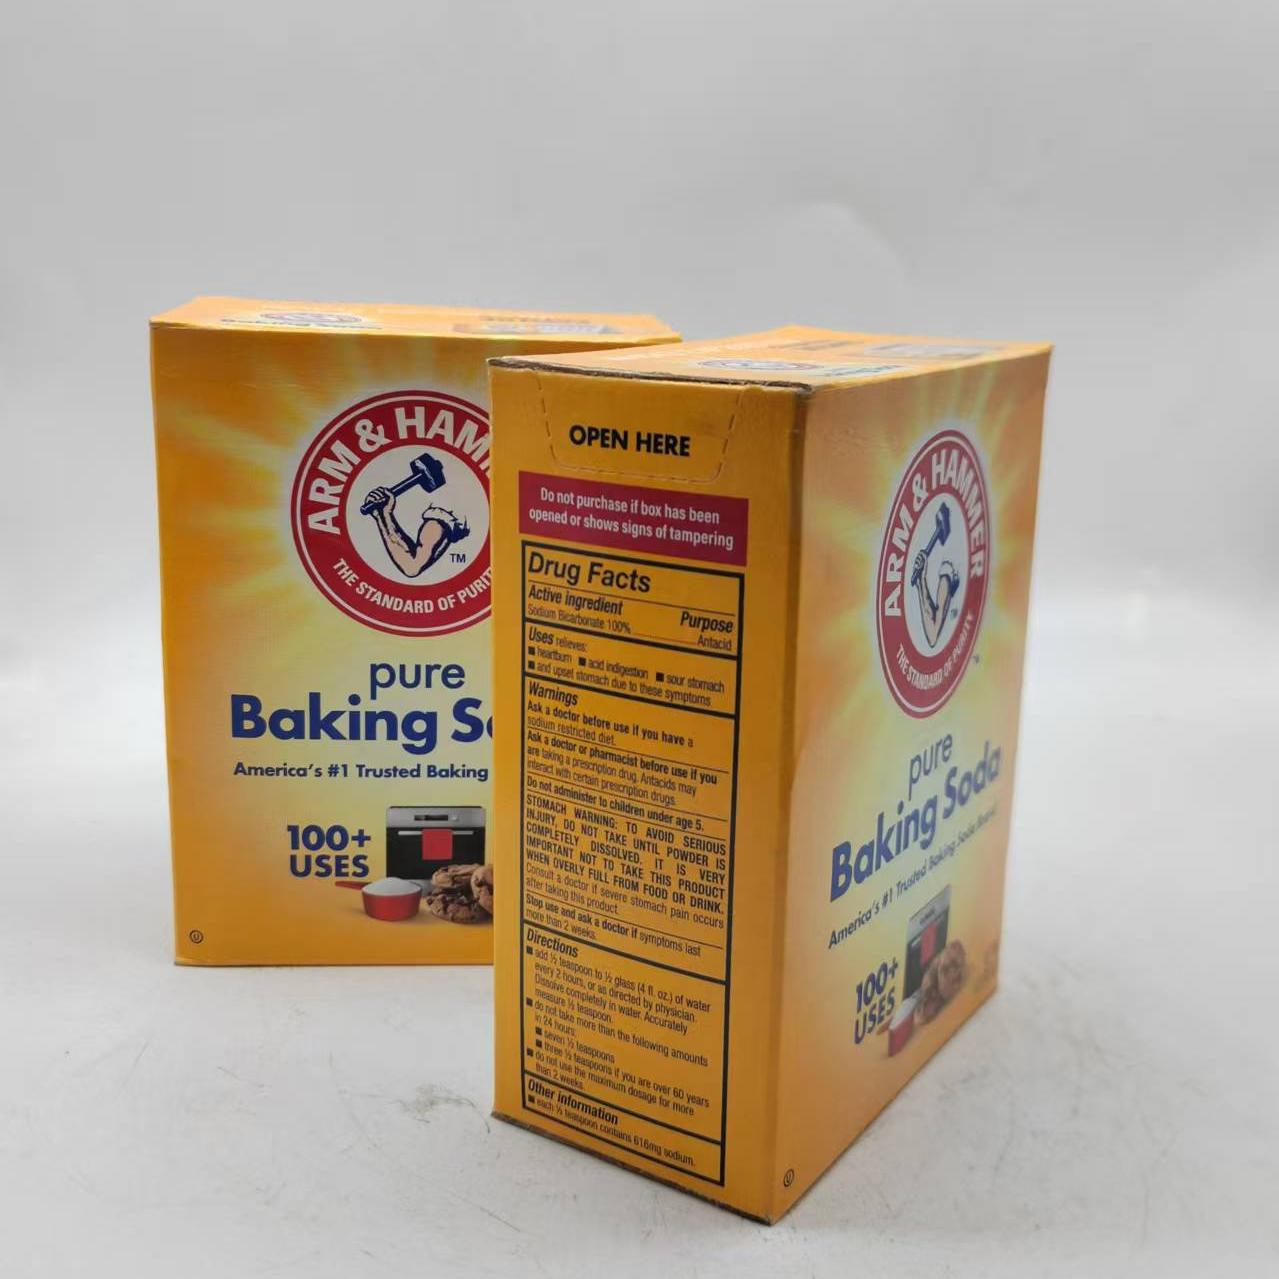 ARM & HAM
THE STANDARD OF PURIT
TM
pure
Baking S
America's #1 Trusted Baking
100+
USES
U
OPEN HERE
Do not purchase if box has been
opened or shows signs of tampering
Drug Facts
Active ingredient Purpose
Sodium Bicarbonate 100% Antacid
Uses relieves:
■ heartburn ■ acid indigestion ■ sour stomach
■ and upset stomach due to these symptoms
Warnings
Ask a doctor before use if you have a
sodium restricted diet.
Ask a doctor or pharmacist before use if you
are taking a prescription drug. Antacids may
interact with certain prescription drugs.
Do not administer to children under age 5.
STOMACH WARNING: TO AVOID SERIOUS
INJURY, DO NOT TAKE UNTIL POWDER IS
COMPLETELY DISSOLVED. IT IS VERY
IMPORTANT NOT TO TAKE THIS PRODUCT
WHEN OVERLY FULL FROM FOOD OR DRINK.
Consult a doctor if severe stomach pain occurs
after taking this product.
Stop use and ask a doctor if symptoms last
more than 2 weeks.
Directions
■ add ½ teaspoon to ½ glass (4 fl. oz.) of water
every 2 hours, or as directed by physician.
Dissolve completely in water. Accurately
measure ½ teaspoon.
■ do not take more than the following amounts
in 24 hours:
■ seven ½ teaspoons
■ three ½ teaspoons if you are over 60 years
■ do not use the maximum dosage for more
than 2 weeks.
Other information
■ each ½ teaspoon contains 616mg sodium.
ARM & HAMMER
THE STANDARD OF PURITY
TM
pure
Baking Soda
America's #1 Trusted Baking Soda Brand
100+
USES
U